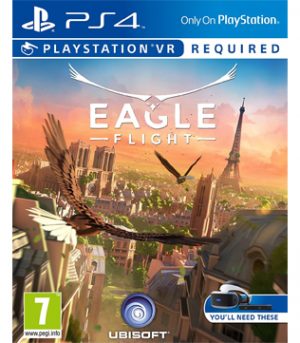 PS4
Only On PlayStation®
PLAYSTATION®VR REQUIRED
EAGLE
FLIGHT
7
www.pegi.info
UBISOFT
YOU'LL NEED THESE